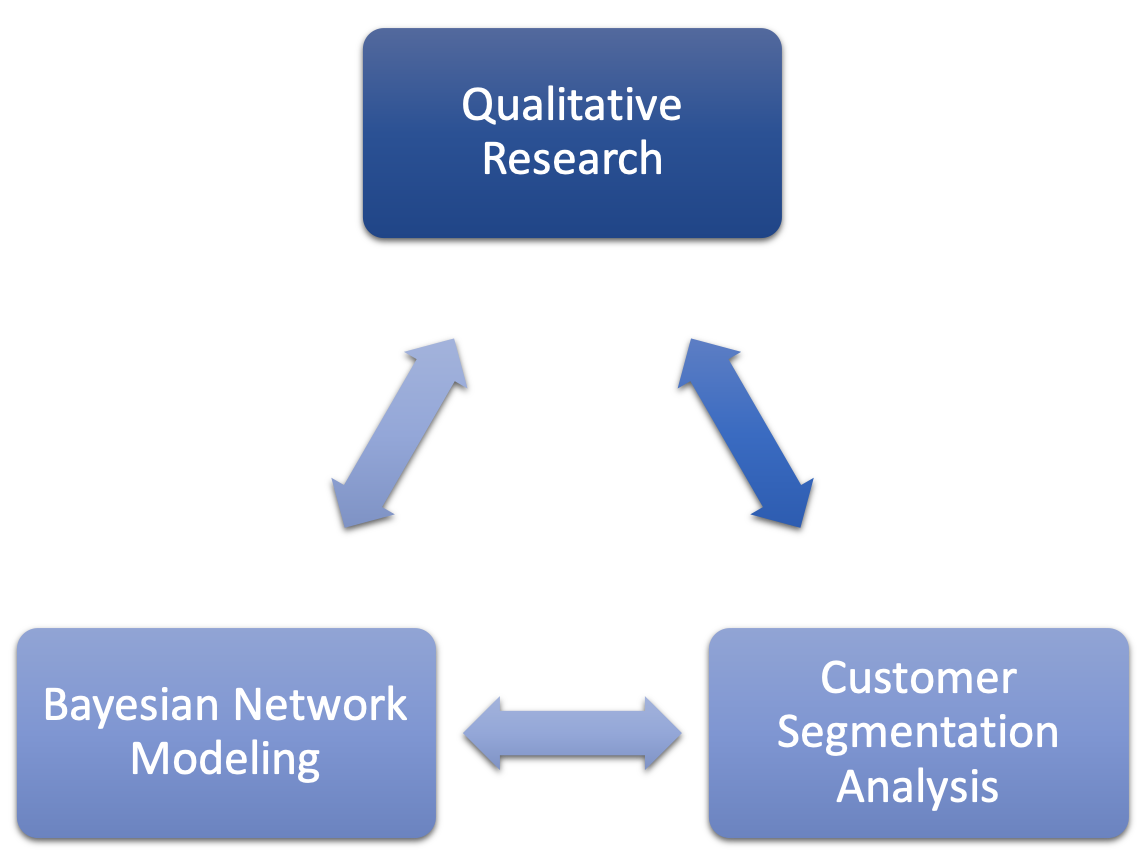 Qualitative
Research
Bayesian Network
Modeling
Customer
Segmentation
Analysis